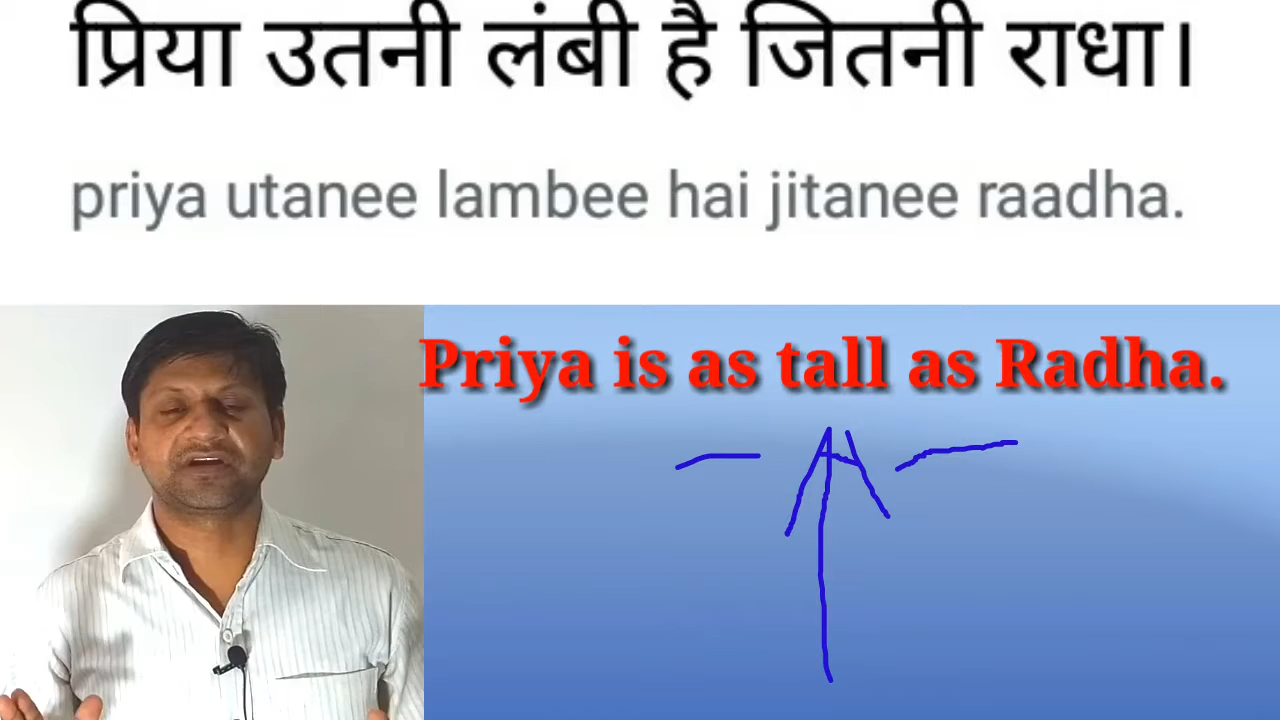 प्रिया उतनी लंबी है जितनी राधा।
priya utanee lambee hai jitanee raadha.
Priya is as tall as Radha.